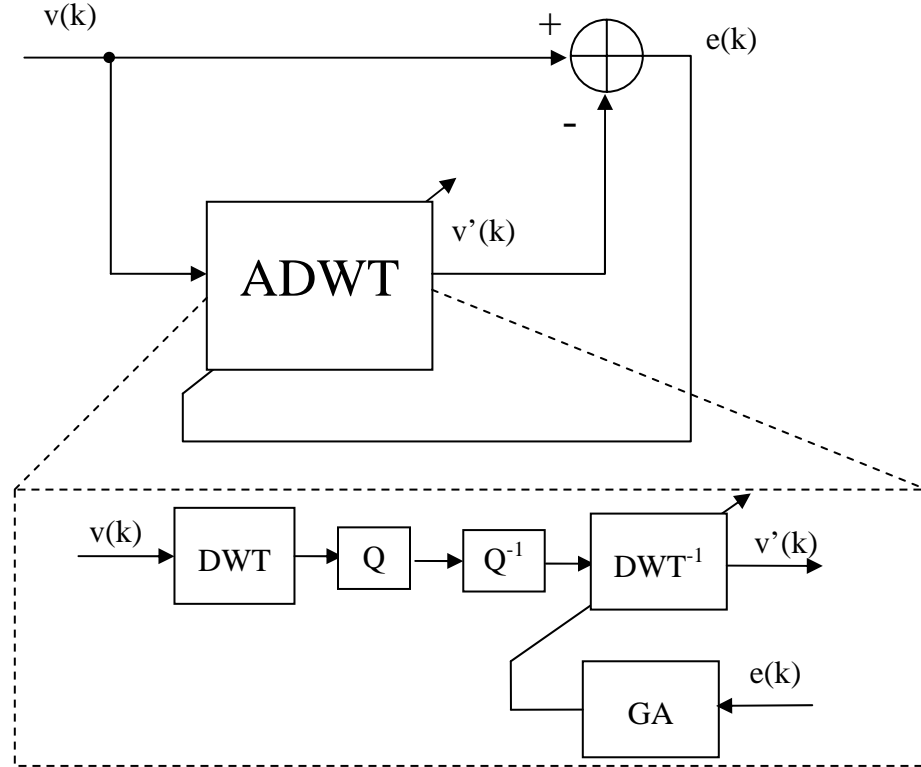 v(k)
+
e(k)
-
v’(k)
ADWT
v(k)
DWT
Q
Q⁻¹
DWT⁻¹
v’(k)
e(k)
GA